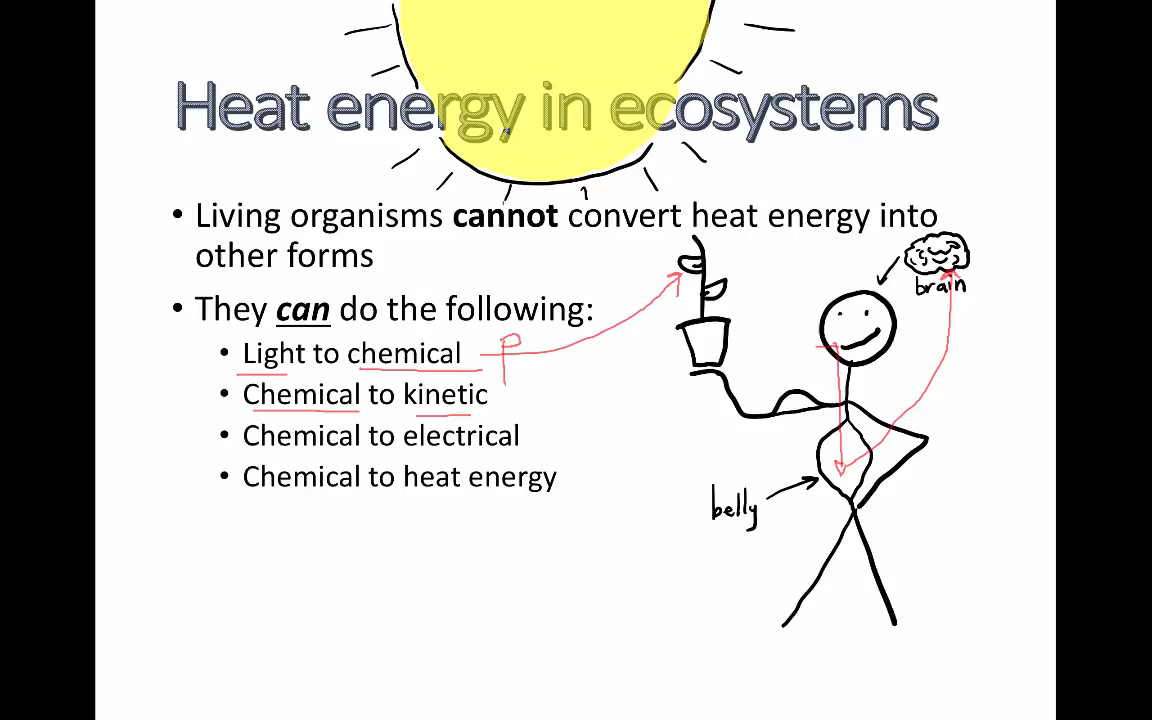 Heat energy in ecosystems
• Living organisms cannot convert heat energy into
other forms
• They can do the following:
• Light to chemical
P
• Chemical to kinetic
• Chemical to electrical
• Chemical to heat energy
brain
belly